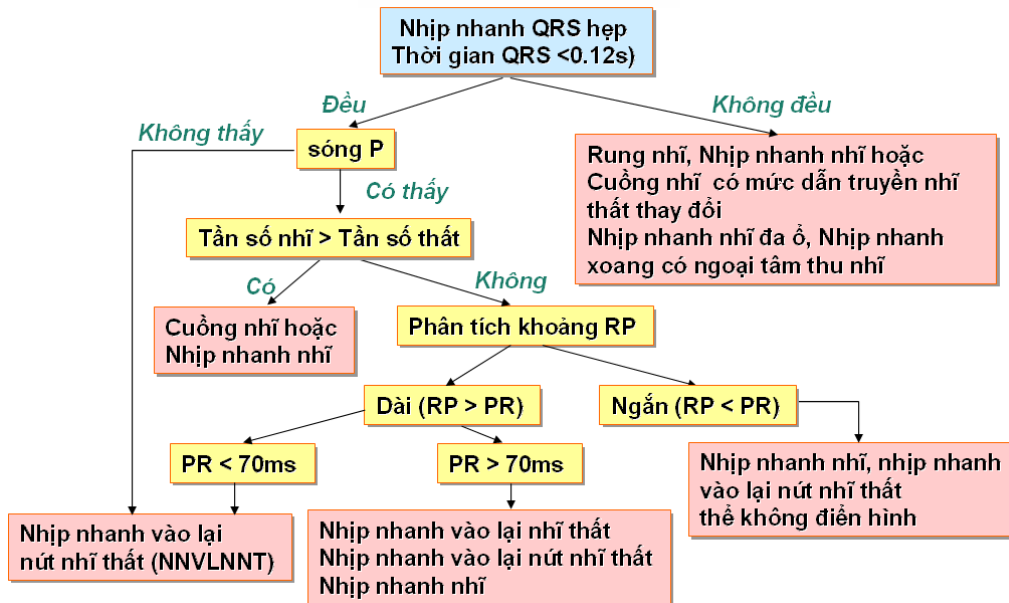 Nhịp nhanh QRS hẹp
Thời gian QRS <0.12s)
Đều
Không đều
Không thấy
sóng P
Rung nhĩ, Nhịp nhanh nhĩ hoặc
Cuồng nhĩ có mức dẫn truyền nhĩ
thất thay đổi
Nhịp nhanh nhĩ đa ổ, Nhịp nhanh
xoang có ngoại tâm thu nhĩ
Có thấy
Tần số nhĩ > Tần số thất
Có
Không
Cuồng nhĩ hoặc
Nhịp nhanh nhĩ
Phân tích khoảng RP
Dài (RP > PR)
Ngắn (RP < PR)
PR < 70ms
PR > 70ms
Nhịp nhanh nhĩ, nhịp nhanh
vào lại nút nhĩ thất
thể không điển hình
Nhịp nhanh vào lại
nút nhĩ thất (NNVLNNT)
Nhịp nhanh vào lại nhĩ thất
Nhịp nhanh vào lại nút nhĩ thất
Nhịp nhanh nhĩ